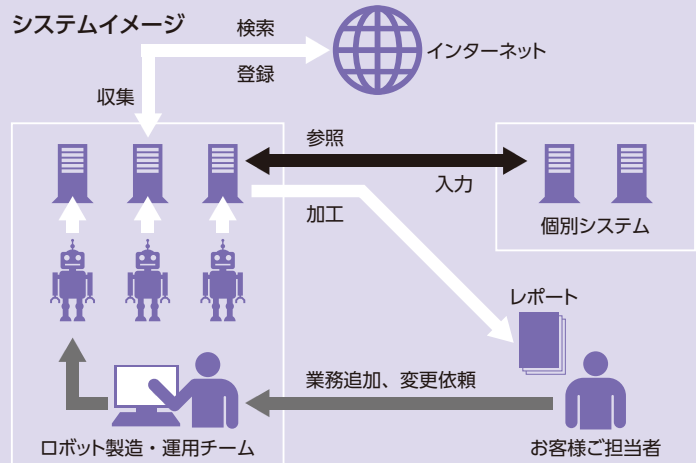 システムイメージ
検索
登録
インターネット
収集
参照
入力
加工
個別システム
レポート
業務追加、変更依頼
ロボット製造・運用チーム
お客様ご担当者